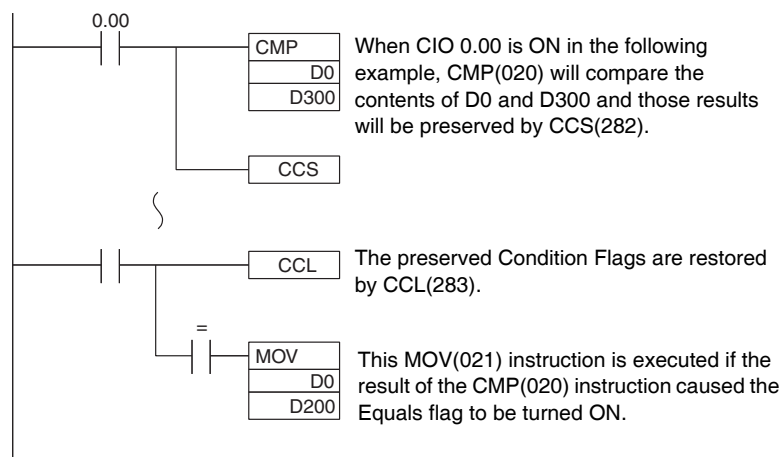 0.00
CMP
D0
D300
When CIO 0.00 is ON in the following
example, CMP(020) will compare the
contents of D0 and D300 and those results
will be preserved by CCS(282).
CCS
CCL
The preserved Condition Flags are restored
by CCL(283).
=
MOV
D0
D200
This MOV(021) instruction is executed if the
result of the CMP(020) instruction caused the
Equals flag to be turned ON.